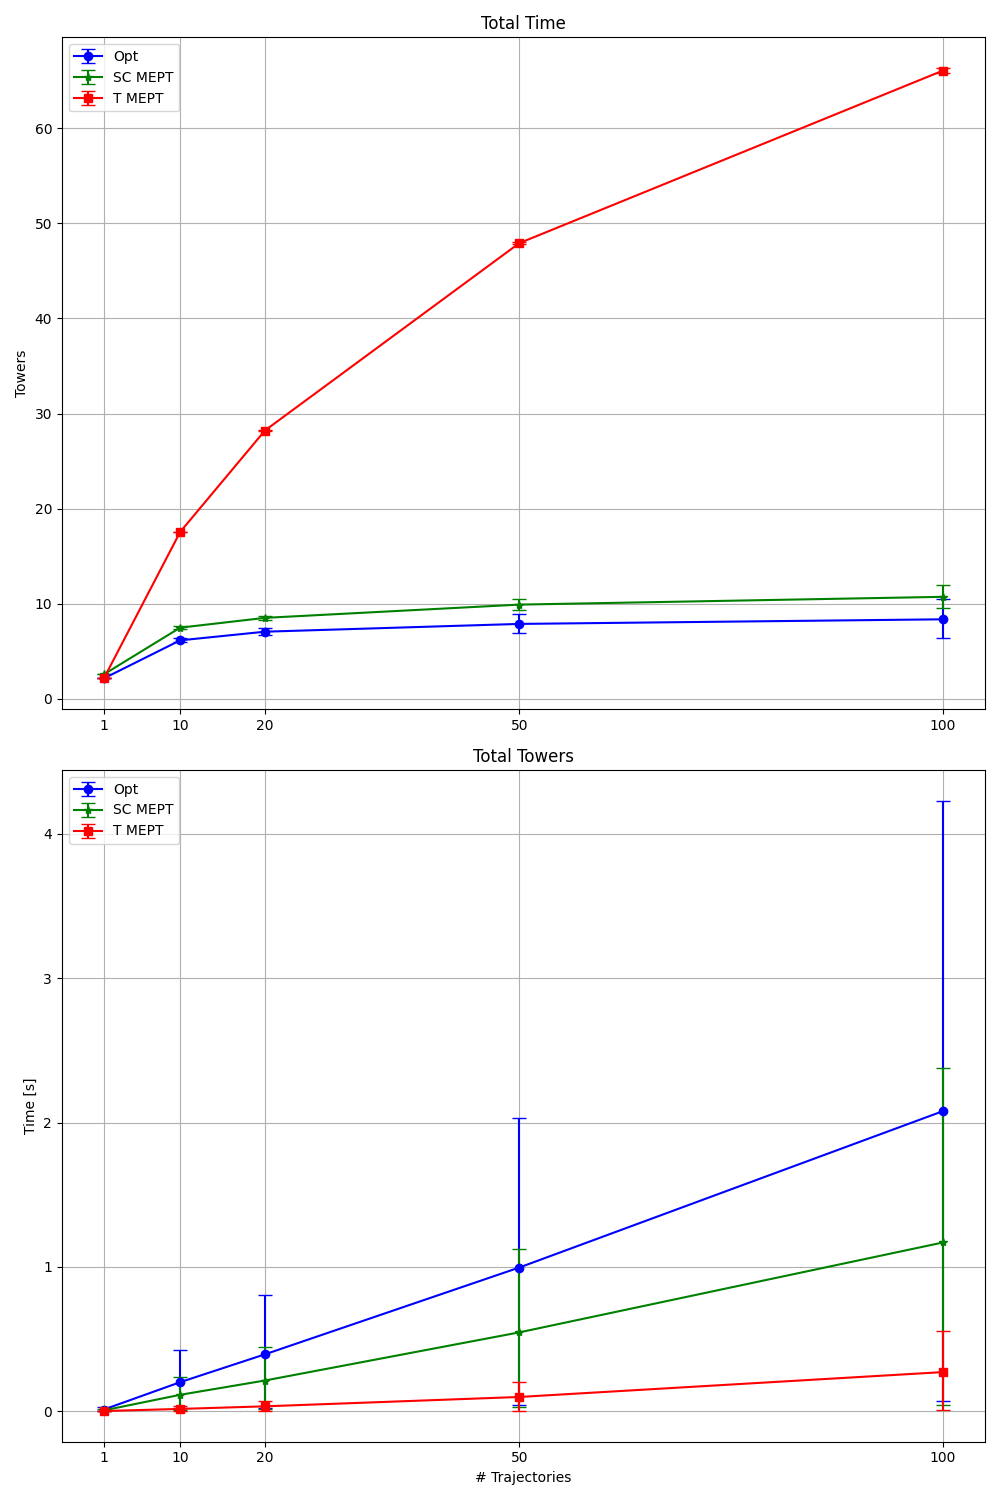 Total Time
Opt
SC MEPT
T MEPT
60
50
40
30
20
10
0
Towers
1 10 20 50 100
Total Towers
Opt
SC MEPT
T MEPT
4
3
2
1
0
Time [s]
1 10 20 50 100
# Trajectories